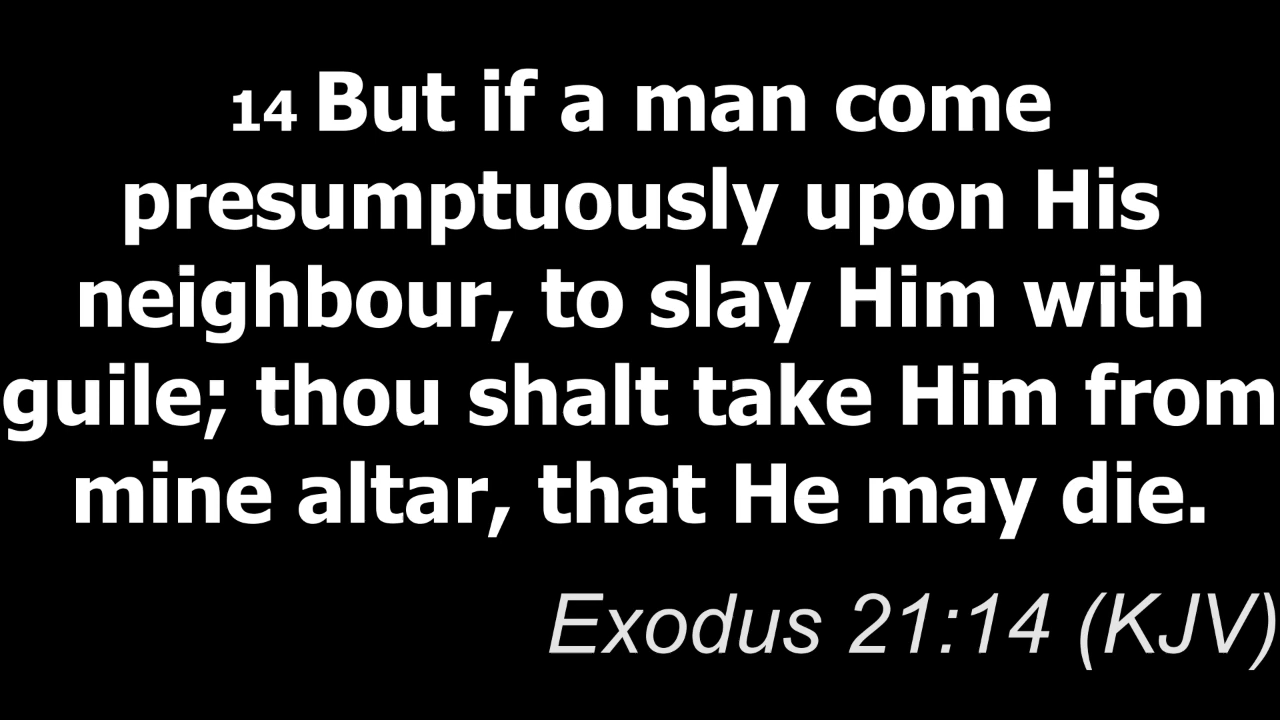 14 But if a man come
presumptuously upon His
neighbour, to slay Him with
guile; thou shalt take Him from
mine altar, that He may die.
Exodus 21:14 (KJV)